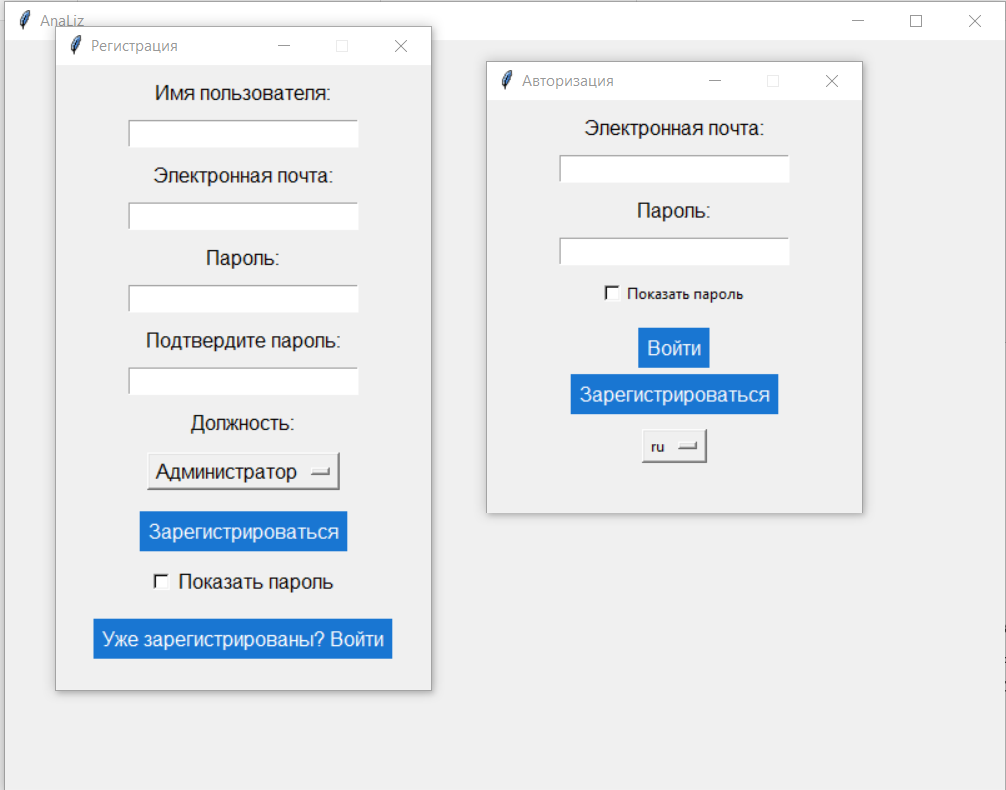 AnaLiz
Регистрация
Имя пользователя:
Электронная почта:
Пароль:
Подтвердите пароль:
Должность:
Администратор
Зарегистрироваться
Показать пароль
Уже зарегистрированы? Войти
Авторизация
Электронная почта:
Пароль:
Показать пароль
Войти
Зарегистрироваться
ru